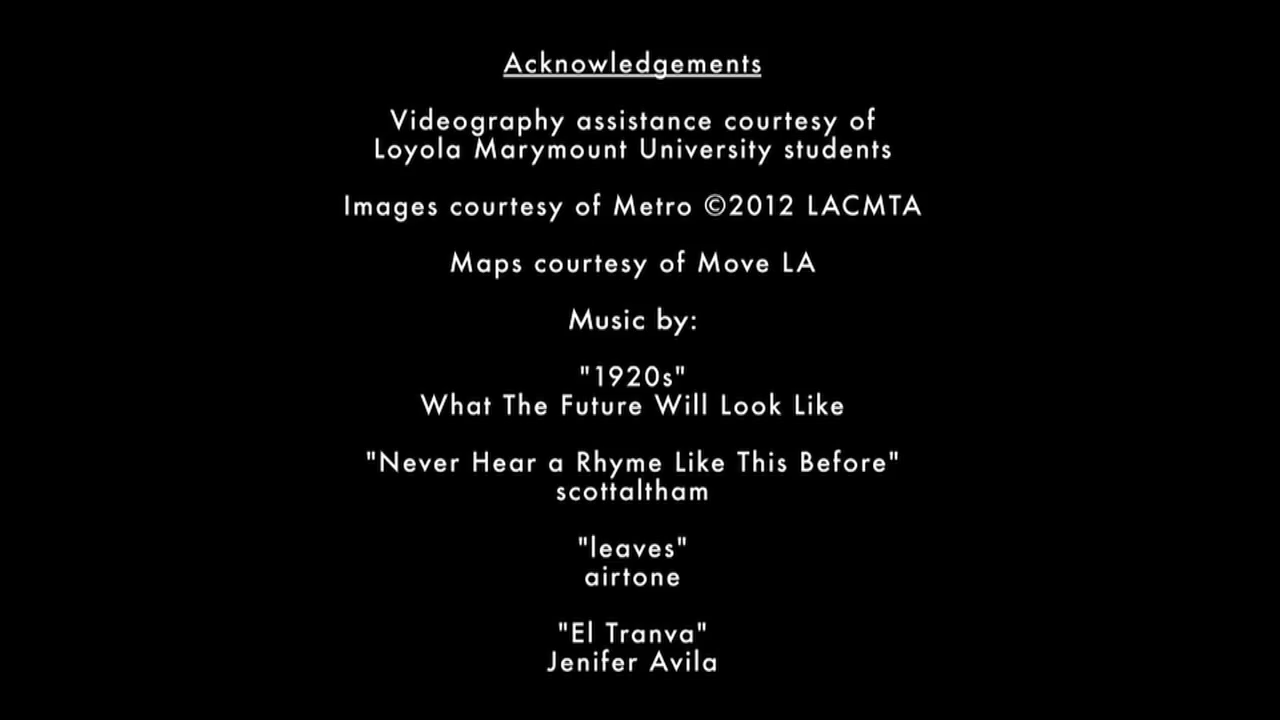 Acknowledgements
Videography assistance courtesy of
Loyola Marymount University students
Images courtesy of Metro ©2012 LACMTA
Maps courtesy of Move LA
Music by:
"1920s"
What The Future Will Look Like
"Never Hear a Rhyme Like This Before"
scottaltham
"leaves"
airtone
"El Tranva"
Jenifer Avila